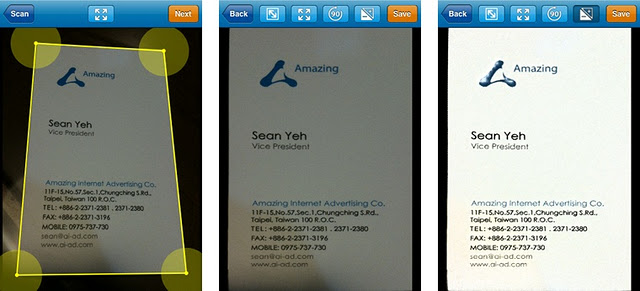 Scan
Next
Amazing
Sean Yeh
Vice President
Amazing Internet Advertising Co.
11F-15,No.57,Sec.1,Chungching S.Rd.,
Taipei, Taiwan 100 R.O.C.
TEL: +886-2-2371-2381 . 2371-2380
FAX: +886-2-2371-3196
MOBILE: 0975-737-730
sean@ai-ad.com
www.ai-ad.com
Back
90
Save
Amazing
Sean Yeh
Vice President
Amazing Internet Advertising Co.
11F-15,No.57,Sec.1,Chungching S.Rd.,
Taipei, Taiwan 100 R.O.C.
TEL: +886-2-2371-2381 . 2371-2380
FAX: +886-2-2371-3196
MOBILE: 0975-737-730
sean@ai-ad.com
www.ai-ad.com
Back
90
Save
Amazing
Sean Yeh
Vice President
Amazing Internet Advertising Co.
11F-15,No.57,Sec.1,Chungching S.Rd.,
Taipei, Taiwan 100 R.O.C.
TEL: +886-2-2371-2381 . 2371-2380
FAX: +886-2-2371-3196
MOBILE: 0975-737-730
sean@ai-ad.com
www.ai-ad.com